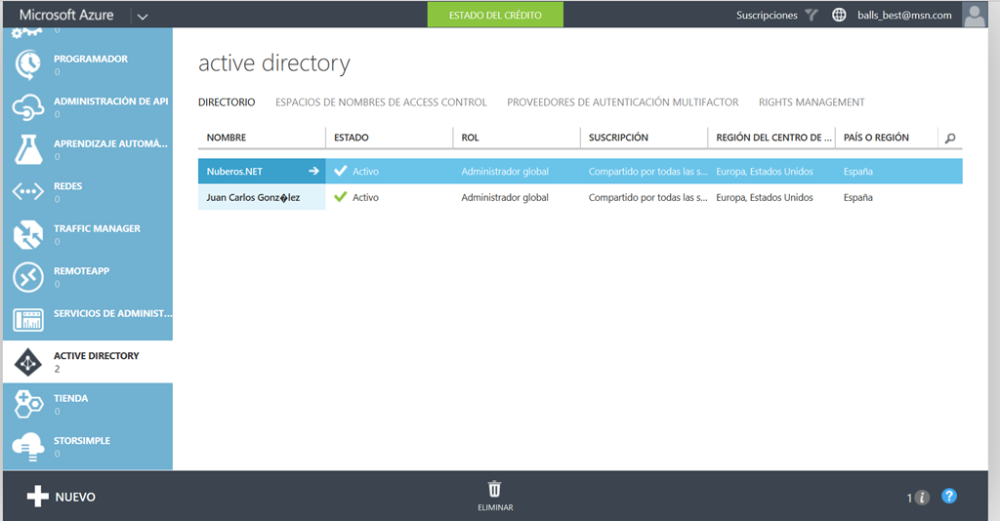 Microsoft Azure
ESTADO DEL CRÉDITO
Suscripciones
balls_best@msn.com
0
PROGRAMADOR
0
ADMINISTRACIÓN DE API
0
APRENDIZAJE AUTOMÁ...
0
REDES
0
TRAFFIC MANAGER
0
REMOTEAPP
0
SERVICIOS DE ADMINIST...
ACTIVE DIRECTORY
2
TIENDA
0
STORSIMPLE
0
active directory
DIRECTORIO ESPACIOS DE NOMBRES DE ACCESS CONTROL PROVEEDORES DE AUTENTICACIÓN MULTIFACTOR RIGHTS MANAGEMENT
NOMBRE ESTADO ROL SUSCRIPCIÓN REGIÓN DEL CENTRO DE ... PAÍS O REGIÓN
Nuberos.NET Activo Administrador global Compartido por todas las s... Europa, Estados Unidos España
Juan Carlos Gonz�lez Activo Administrador global Compartido por todas las s... Europa, Estados Unidos España
NUEVO
ELIMINAR
1 i ?